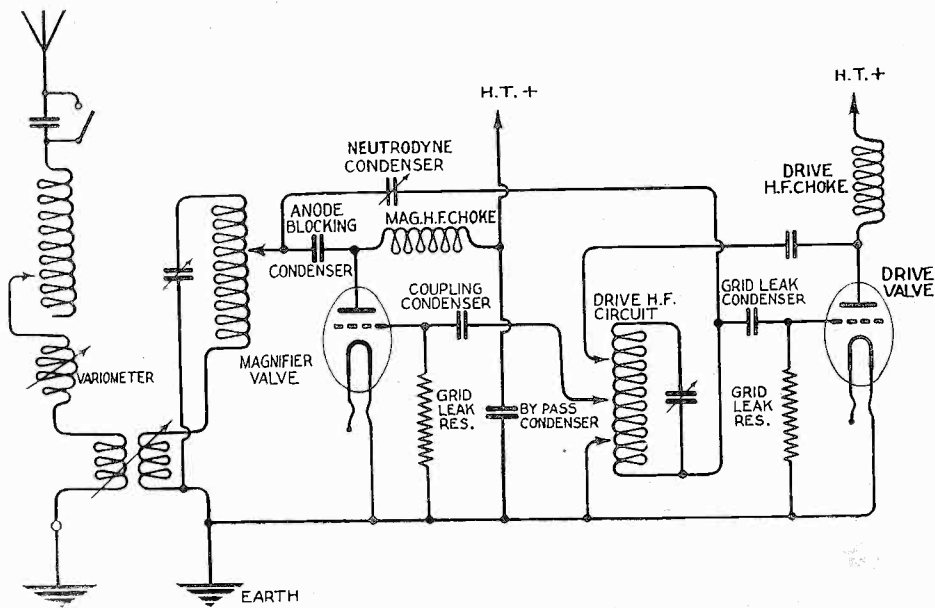 H.T. +
H.T. +
NEUTRODYNE
CONDENSER
DRIVE
H.F. CHOKE
ANODE
BLOCKING
CONDENSER
MAG.H.F.CHOKE
COUPLING
CONDENSER
DRIVE H.F.
CIRCUIT
GRID LEAK
CONDENSER
DRIVE
VALVE
MAGNIFIER
VALVE
VARIOMETER
GRID
LEAK
RES.
BY PASS
CONDENSER
GRID
LEAK
RES.
EARTH